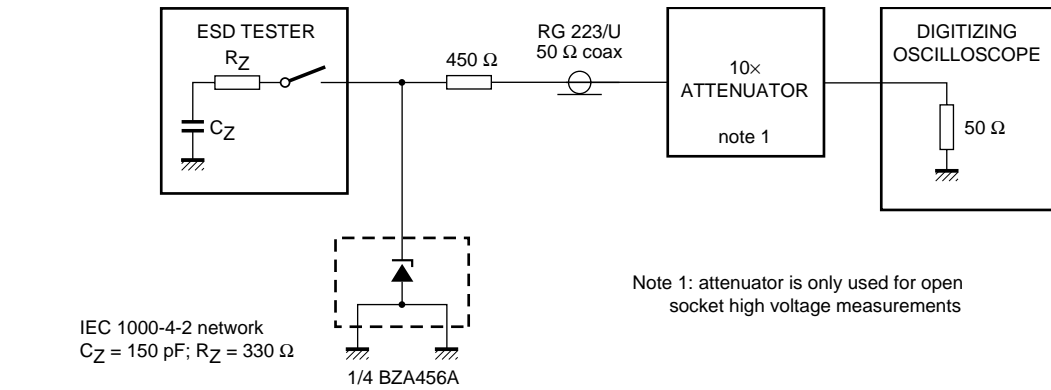 ESD TESTER
RZ
CZ
450 Ω
RG 223/U
50 Ω coax
10×
ATTENUATOR
note 1
DIGITIZING
OSCILLOSCOPE
50 Ω
Note 1: attenuator is only used for open
socket high voltage measurements
IEC 1000-4-2 network
CZ = 150 pF; RZ = 330 Ω
1/4 BZA456A